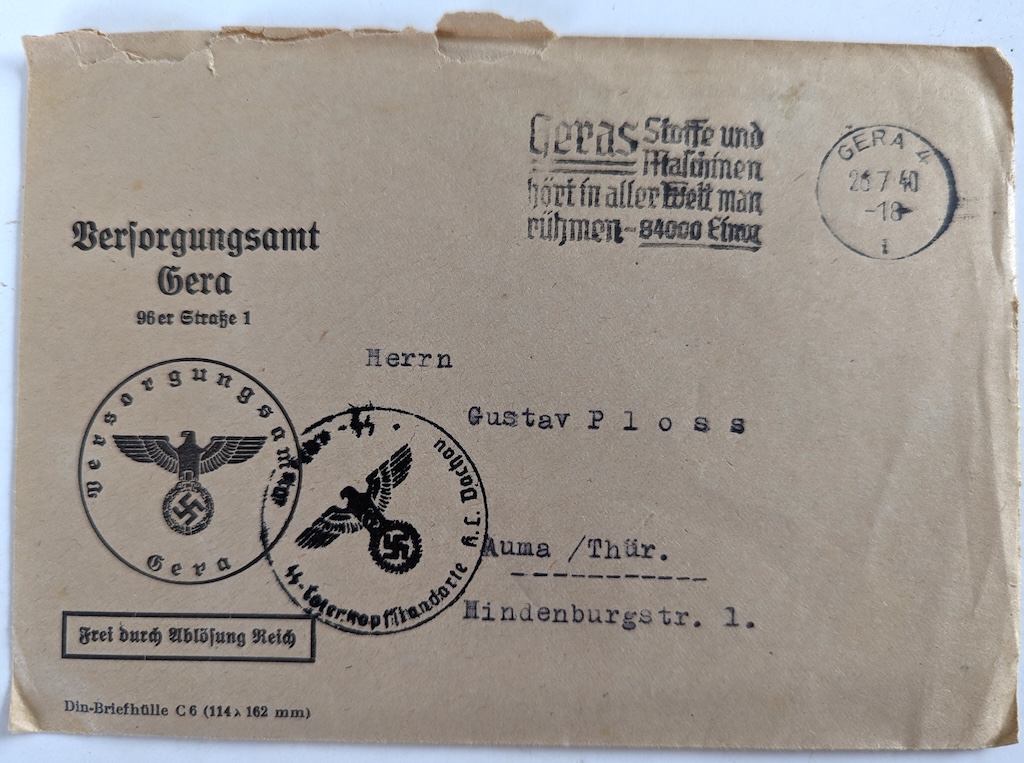 Geras Stoffe und
Maschinen
hört in aller Welt man
rühmen - 84000 Einw
GERA 4
7 40
-18
i
Versorgungsamt
Gera
96er Straße 1
Herrn
Gustav P l o s s
Versorgungsamt
Gera
SS-Totenkopfstandarte Dachau
Auma /Thür.
Hindenburgstr. 1.
Frei durch Ablösung Reich
Din-Briefhülle C 6 (114 x 162 mm)